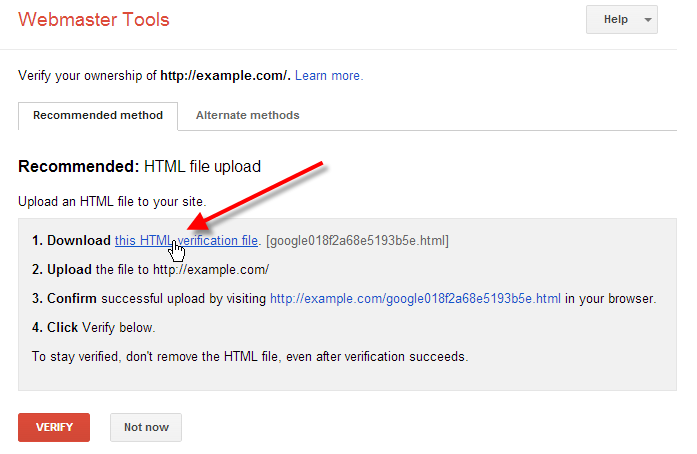 Webmaster Tools
Help
Verify your ownership of http://example.com/. Learn more.
Recommended method
Alternate methods
Recommended: HTML file upload
Upload an HTML file to your site.
1. Download this HTML verification file. [google018f2a68e5193b5e.html]
2. Upload the file to http://example.com/
3. Confirm successful upload by visiting http://example.com/google018f2a68e5193b5e.html in your browser.
4. Click Verify below.
To stay verified, don't remove the HTML file, even after verification succeeds.
VERIFY
Not now